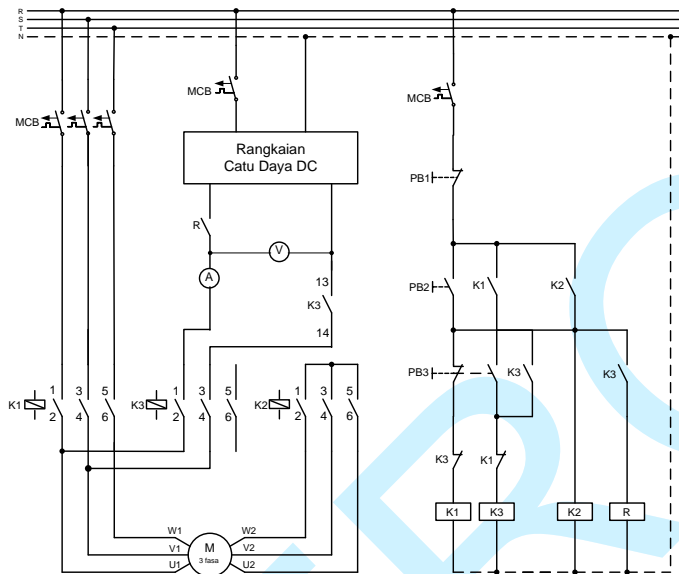 R
S
T
N
MCB
MCB
MCB
Rangkaian
Catu Daya DC
PB1
R
V
A
13
K3
14
PB2
K1
K2
PB3
K3
K3
K1
1
3
5
2
4
6
K3
1
3
5
2
4
6
K2
1
3
5
2
4
6
K3
K1
K1
K3
K2
R
W1
V1
U1
M
3 fasa
W2
V2
U2